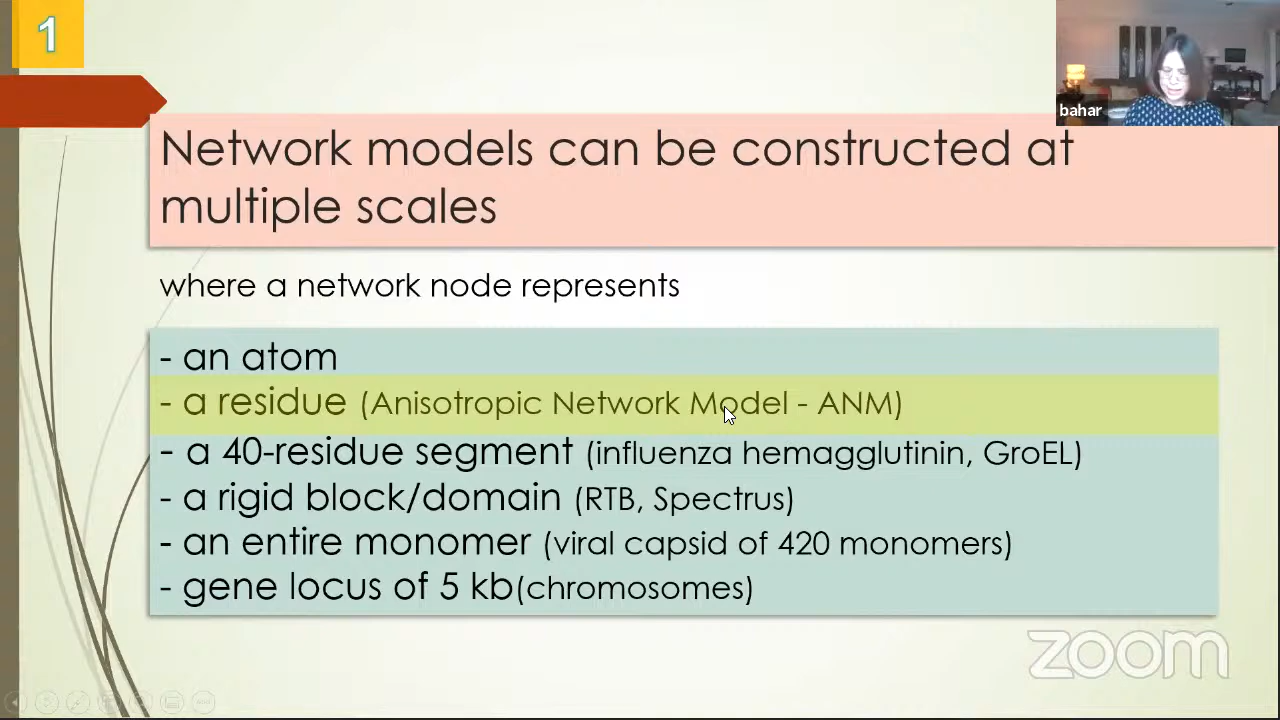 1
bahar
Network models can be constructed at
multiple scales
where a network node represents
- an atom
- a residue (Anisotropic Network Model - ANM)
- a 40-residue segment (influenza hemagglutinin, GroEL)
- a rigid block/domain (RTB, Spectrus)
- an entire monomer (viral capsid of 420 monomers)
- gene locus of 5 kb(chromosomes)
zoom